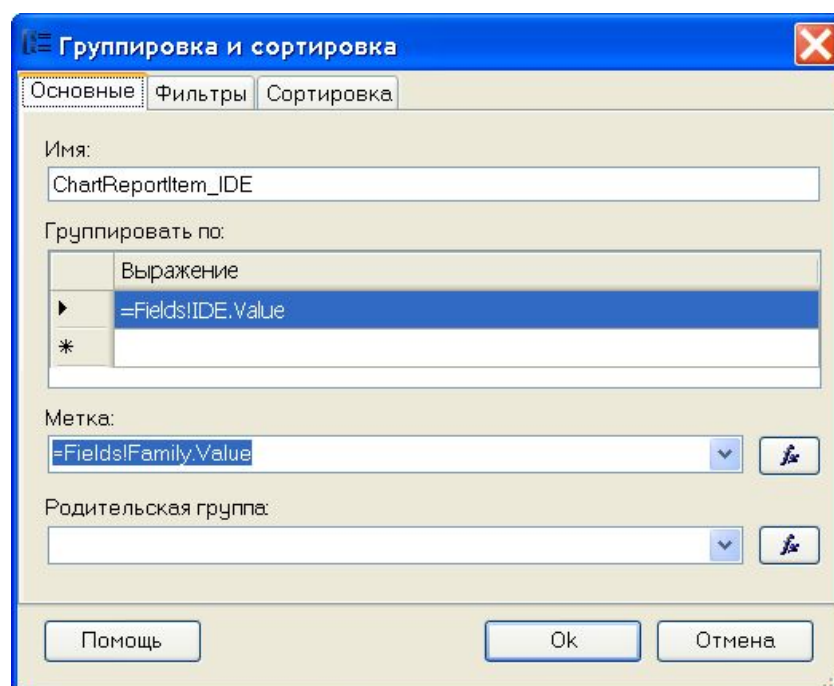 Группировка и сортировка
Основные Фильтры Сортировка
Имя:
ChartReportItem_IDE
Группировать по:
Выражение
=Fields!IDE.Value
Метка:
=Fields!Family.Value
Родительская группа:
Помощь Ok Отмена